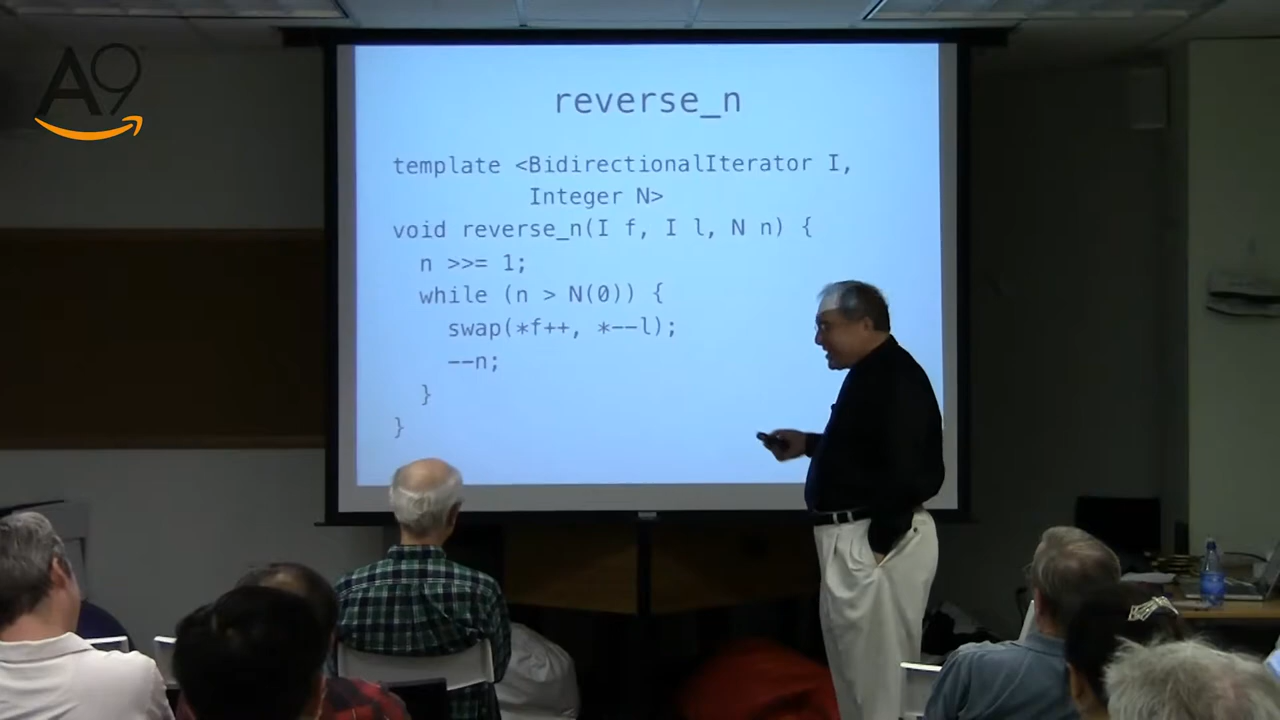 A9
reverse_n
template <BidirectionalIterator I,
          Integer N>
void reverse_n(I f, I l, N n) {
  n >>= 1;
  while (n > N(0)) {
    swap(*f++, *--l);
    --n;
  }
}